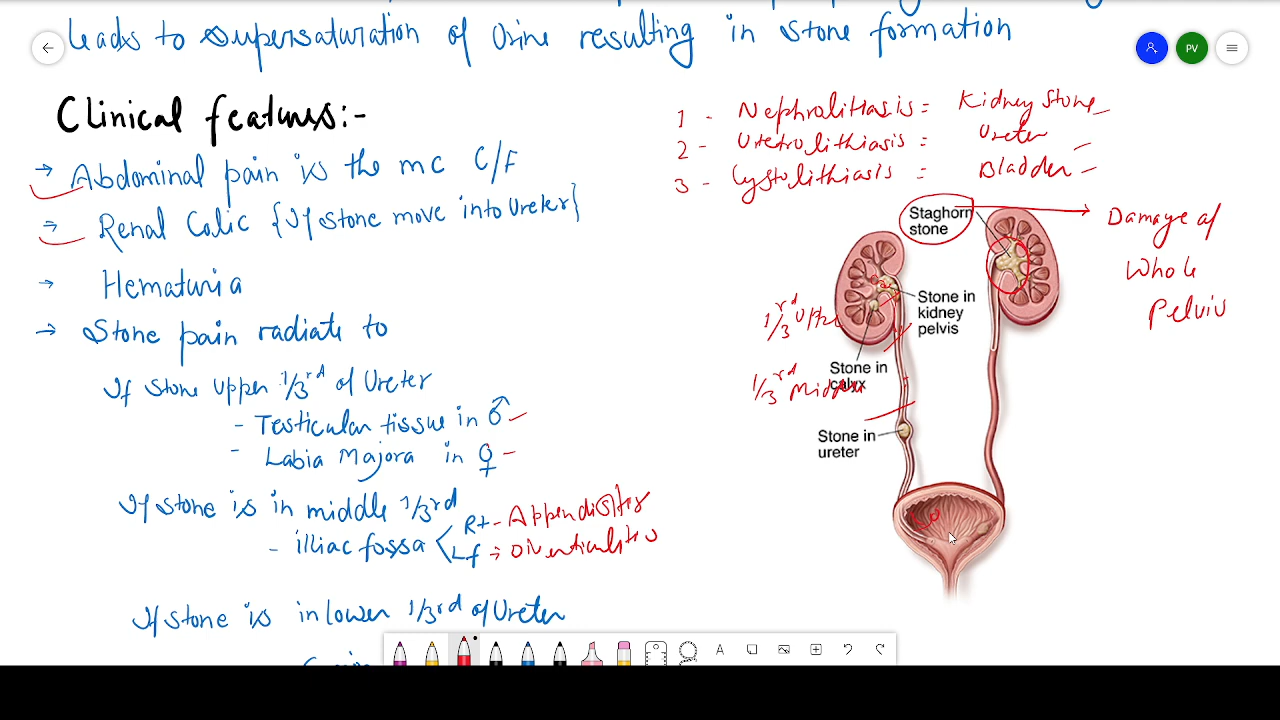 leads to supersaturation of Urine resulting in stone formation
PV
Clinical features:-
→ Abdominal pain is the mc C/F
→ Renal Colic {If stone move into Ureter}
→ Hematuria
→ Stone pain radiate to
If stone upper 1/3rd of Ureter
- Testicular tissue in ♂
- Labia Majora in ♀
If stone is in middle 1/3rd
- illiac fossa < Rt - Appendisites
Lf = Diverticulites
If stone is in lower 1/3rd of Ureter
1 - Nephrolithiasis = Kidney Stone
2 - Uretrolithiasis = Ureter
3 - Cystolithiasis = Bladder
Staghorn
stone
Damage of
Whole
Pelvis
Stone in
kidney
pelvis
1/3rd Upper
Stone in
calyx
1/3rd Middle
Stone in
ureter
A